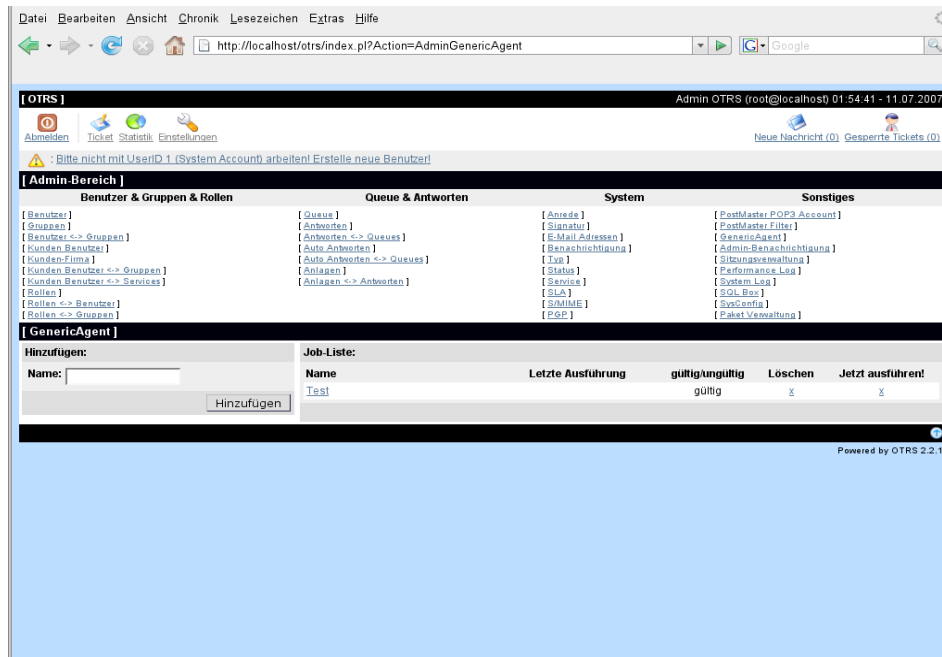 Datei Bearbeiten Ansicht Chronik Lesezeichen Extras Hilfe
http://localhost/otrs/index.pl?Action=AdminGenericAgent
G Google
[ OTRS ] Admin OTRS (root@localhost) 01:54:41 - 11.07.2007
Abmelden Ticket Statistik Einstellungen Neue Nachricht (0) Gesperrte Tickets (0)
: Bitte nicht mit UserID 1 (System Account) arbeiten! Erstelle neue Benutzer!
[ Admin-Bereich ]
Benutzer & Gruppen & Rollen Queue & Antworten System Sonstiges
[ Benutzer ] [ Queue ] [ Anrede ] [ PostMaster POP3 Account ]
[ Gruppen ] [ Antworten ] [ Signatur ] [ PostMaster Filter ]
[ Benutzer <-> Gruppen ] [ Antworten <-> Queues ] [ E-Mail Adressen ] [ GenericAgent ]
[ Kunden Benutzer ] [ Auto Antworten ] [ Benachrichtigung ] [ Admin-Benachrichtigung ]
[ Kunden-Firma ] [ Auto Antworten <-> Queues ] [ Typ ] [ Sitzungsverwaltung ]
[ Kunden Benutzer <-> Gruppen ] [ Anlagen ] [ Status ] [ Performance Log ]
[ Kunden Benutzer <-> Services ] [ Anlagen <-> Antworten ] [ Service ] [ System Log ]
[ Rollen ] [ SLA ] [ SQL Box ]
[ Rollen <-> Benutzer ] [ S/MIME ] [ SysConfig ]
[ Rollen <-> Gruppen ] [ PGP ] [ Paket Verwaltung ]
[ GenericAgent ]
Hinzufügen: Job-Liste:
Name: Name Letzte Ausführung gültig/ungültig Löschen Jetzt ausführen!
Test gültig x x
Hinzufügen
Powered by OTRS 2.2.1